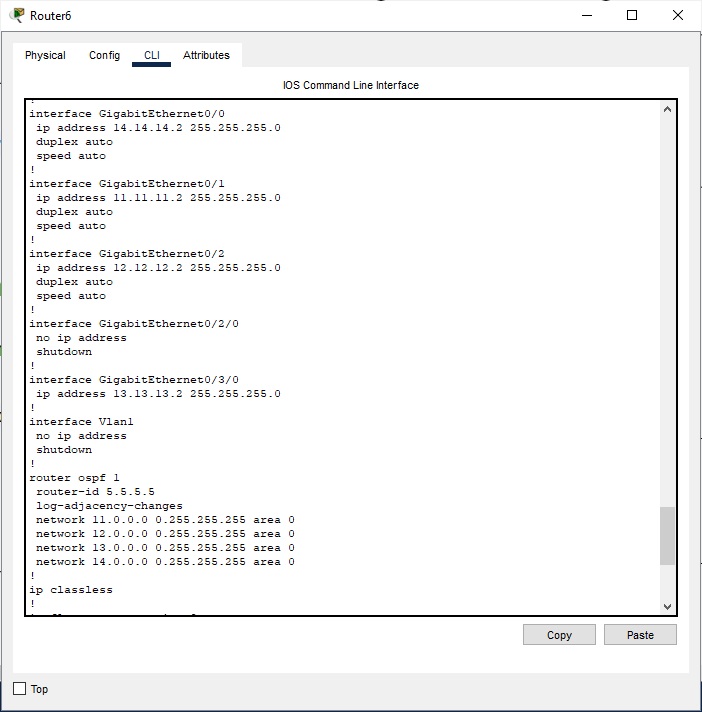 Router6
Physical Config CLI Attributes
IOS Command Line Interface
!
interface GigabitEthernet0/0
ip address 14.14.14.2 255.255.255.0
duplex auto
speed auto
!
interface GigabitEthernet0/1
ip address 11.11.11.2 255.255.255.0
duplex auto
speed auto
!
interface GigabitEthernet0/2
ip address 12.12.12.2 255.255.255.0
duplex auto
speed auto
!
interface GigabitEthernet0/2/0
no ip address
shutdown
!
interface GigabitEthernet0/3/0
ip address 13.13.13.2 255.255.255.0
!
interface Vlan1
no ip address
shutdown
!
router ospf 1
router-id 5.5.5.5
log-adjacency-changes
network 11.0.0.0 0.255.255.255 area 0
network 12.0.0.0 0.255.255.255 area 0
network 13.0.0.0 0.255.255.255 area 0
network 14.0.0.0 0.255.255.255 area 0
!
ip classless
!
Copy Paste
Top